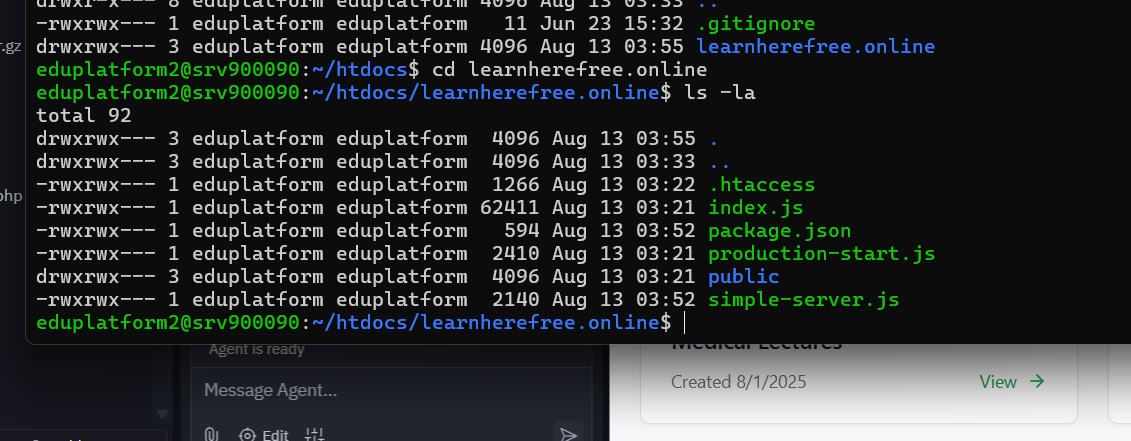 drwxrwx--- 8 eduplatform eduplatform 4096 Aug 13 03:33 ..
-rwxrwx--- 1 eduplatform eduplatform   11 Jun 23 15:32 .gitignore
r.gz
drwxrwx--- 3 eduplatform eduplatform 4096 Aug 13 03:55 learnherefree.online
eduplatform2@srv900090:~/htdocs$ cd learnherefree.online
eduplatform2@srv900090:~/htdocs/learnherefree.online$ ls -la
total 92
drwxrwx--- 3 eduplatform eduplatform  4096 Aug 13 03:55 .
drwxrwx--- 3 eduplatform eduplatform  4096 Aug 13 03:33 ..
-rwxrwx--- 1 eduplatform eduplatform  1266 Aug 13 03:22 .htaccess
php
-rwxrwx--- 1 eduplatform eduplatform 62411 Aug 13 03:21 index.js
-rwxrwx--- 1 eduplatform eduplatform   594 Aug 13 03:52 package.json
-rwxrwx--- 1 eduplatform eduplatform  2410 Aug 13 03:21 production-start.js
drwxrwx--- 3 eduplatform eduplatform  4096 Aug 13 03:21 public
-rwxrwx--- 1 eduplatform eduplatform  2140 Aug 13 03:52 simple-server.js
eduplatform2@srv900090:~/htdocs/learnherefree.online$
Agent is ready
Message Agent...
Edit
Medical Lectures
Created 8/1/2025
View